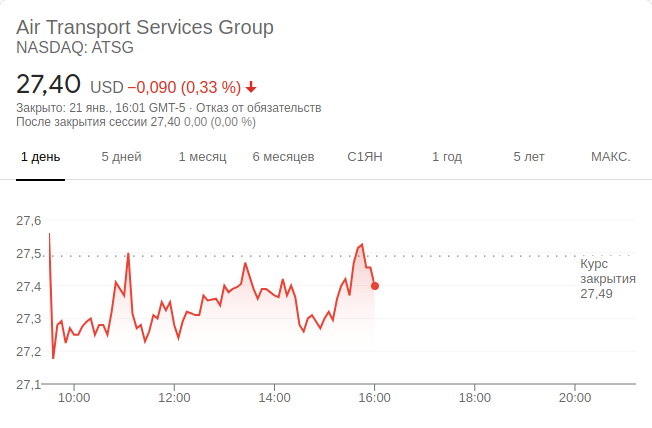 Air Transport Services Group
NASDAQ: ATSG
27,40 USD −0,090 (0,33 %)
Закрыто: 21 янв., 16:01 GMT-5 · Отказ от обязательств
После закрытия сессии 27,40 0,00 (0,00 %)
1 день 5 дней 1 месяц 6 месяцев С1ЯН 1 год 5 лет МАКС.
27,6
27,5
Курс
закрытия
27,49
27,4
27,3
27,2
27,1
10:00 12:00 14:00 16:00 18:00 20:00